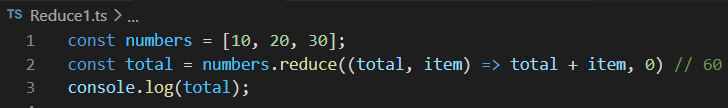 TS Reduce1.ts > ...
1 const numbers = [10, 20, 30];
2 const total = numbers.reduce((total, item) => total + item, 0) // 60
3 console.log(total);